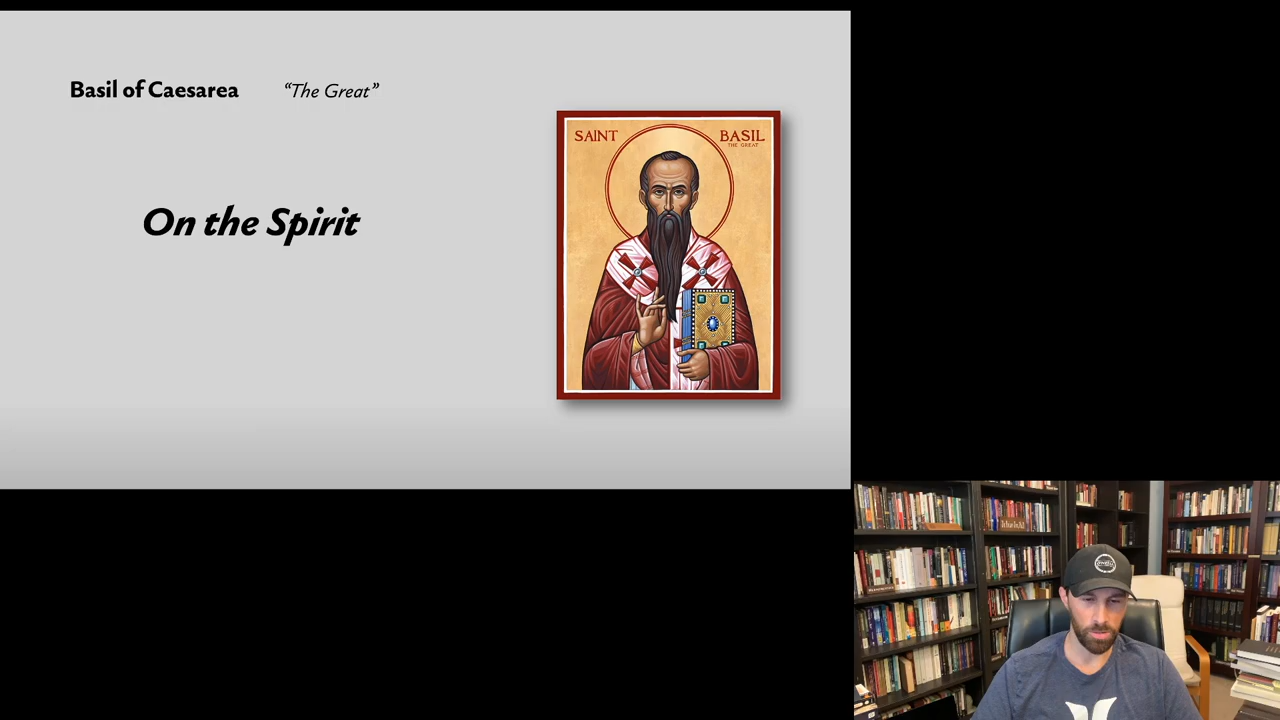 Basil of Caesarea “The Great”
On the Spirit
SAINT BASIL
THE GREAT